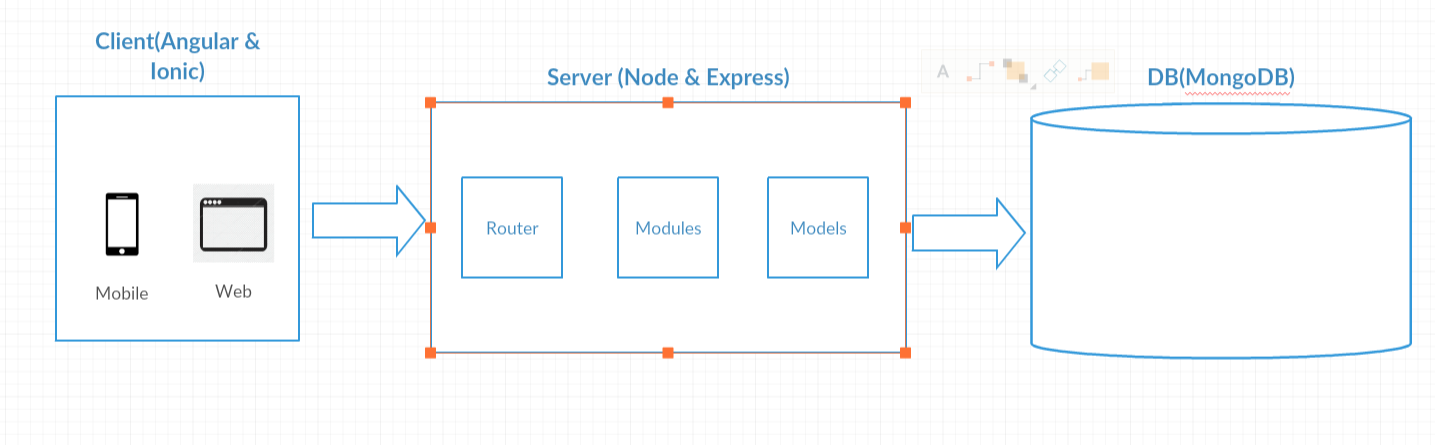 Client(Angular &
Ionic)
Server (Node & Express)
A
DB(MongoDB)
Router
Modules
Models
Mobile
Web